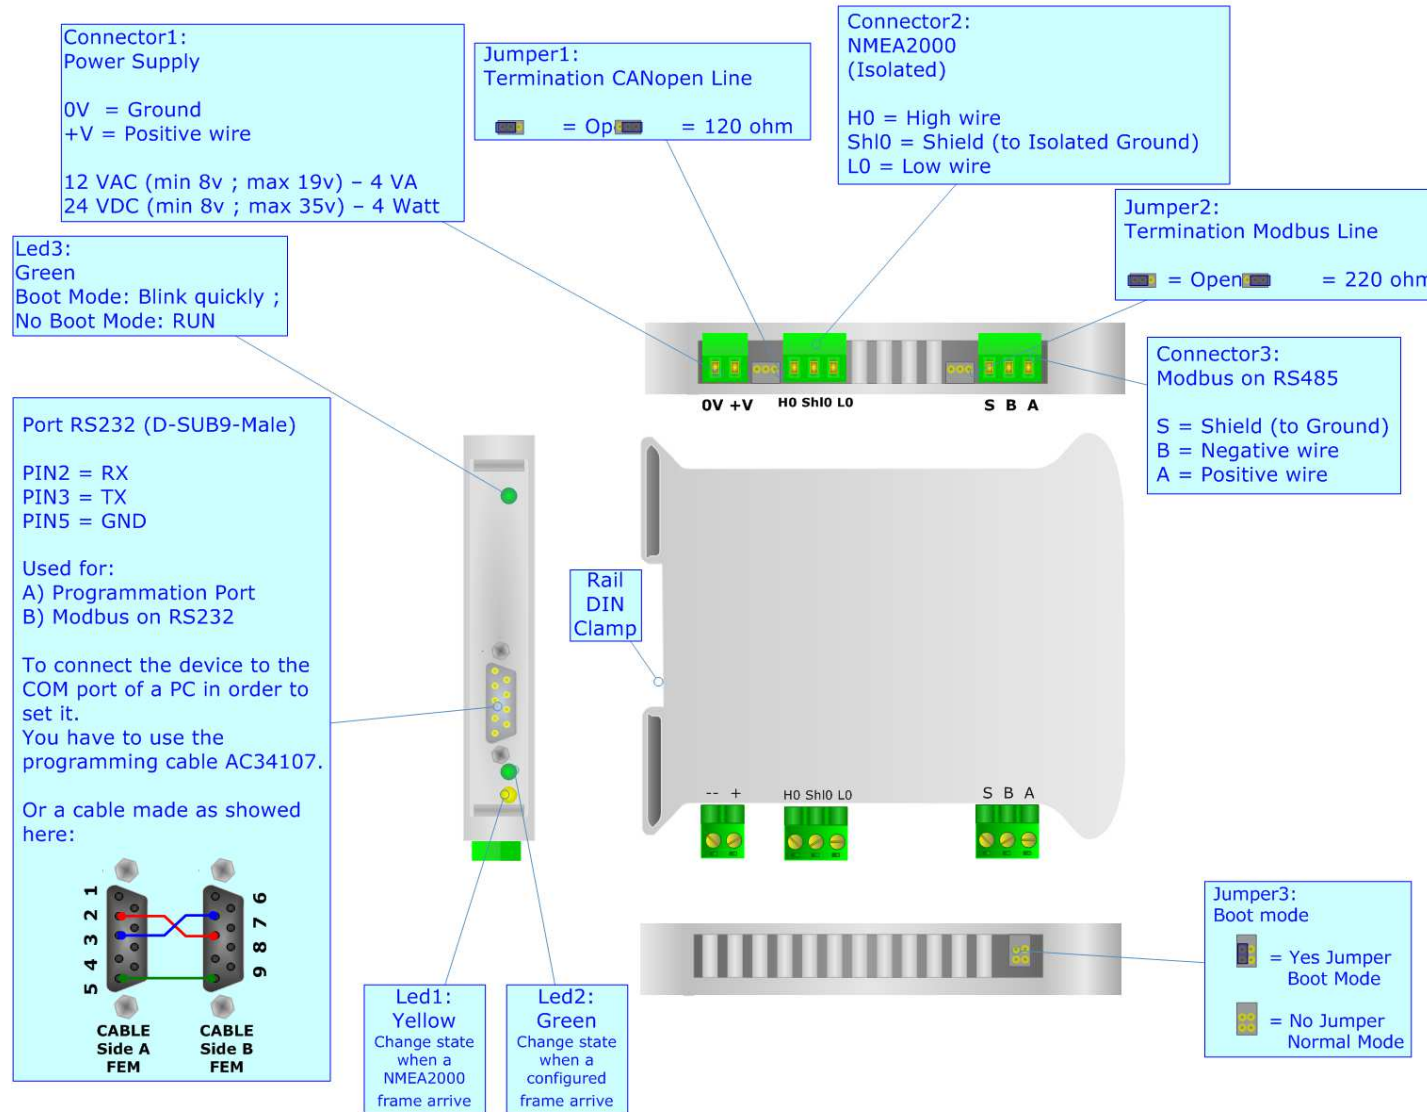 Connector1:
Power Supply
0V = Ground
+V = Positive wire
12 VAC (min 8v ; max 19v) – 4 VA
24 VDC (min 8v ; max 35v) – 4 Watt
Jumper1:
Termination CANopen Line
= Op = 120 ohm
Connector2:
NMEA2000
(Isolated)
H0 = High wire
Shl0 = Shield (to Isolated Ground)
L0 = Low wire
Jumper2:
Termination Modbus Line
= Open = 220 ohm
Led3:
Green
Boot Mode: Blink quickly ;
No Boot Mode: RUN
0V +V H0 Shl0 L0 S B A
Connector3:
Modbus on RS485
S = Shield (to Ground)
B = Negative wire
A = Positive wire
Port RS232 (D-SUB9-Male)
PIN2 = RX
PIN3 = TX
PIN5 = GND
Used for:
A) Programmation Port
B) Modbus on RS232
To connect the device to the
COM port of a PC in order to
set it.
You have to use the
programming cable AC34107.
Or a cable made as showed
here:
1
2
3
4
5
6
7
8
9
CABLE
Side A
FEM
CABLE
Side B
FEM
Rail
DIN
Clamp
-- + H0 Shl0 L0 S B A
Led1:
Yellow
Change state
when a
NMEA2000
frame arrive
Led2:
Green
Change state
when a
configured
frame arrive
Jumper3:
Boot mode
= Yes Jumper
Boot Mode
= No Jumper
Normal Mode